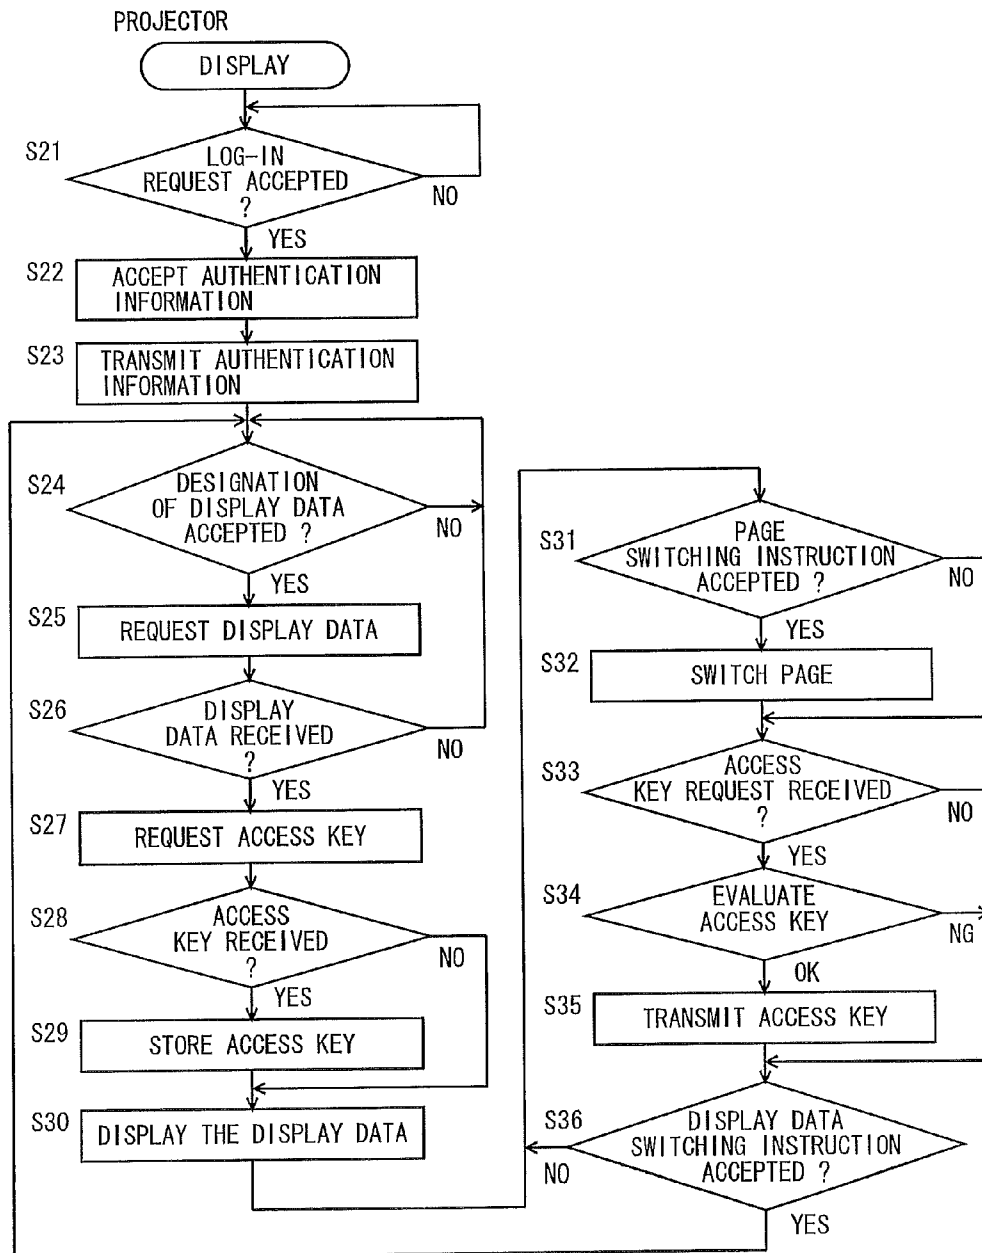 PROJECTOR
DISPLAY
S21
LOG-IN
REQUEST ACCEPTED
?
NO
YES
S22
ACCEPT AUTHENTICATION
INFORMATION
S23
TRANSMIT AUTHENTICATION
INFORMATION
S24
DESIGNATION
OF DISPLAY DATA
ACCEPTED ?
NO
YES
S25
REQUEST DISPLAY DATA
S26
DISPLAY
DATA RECEIVED
?
NO
YES
S27
REQUEST ACCESS KEY
S28
ACCESS
KEY RECEIVED
?
NO
YES
S29
STORE ACCESS KEY
S30
DISPLAY THE DISPLAY DATA
S31
PAGE
SWITCHING INSTRUCTION
ACCEPTED ?
NO
YES
S32
SWITCH PAGE
S33
ACCESS
KEY REQUEST RECEIVED
?
NO
YES
S34
EVALUATE
ACCESS KEY
NG
OK
S35
TRANSMIT ACCESS KEY
S36
DISPLAY DATA
SWITCHING INSTRUCTION
ACCEPTED ?
NO
YES